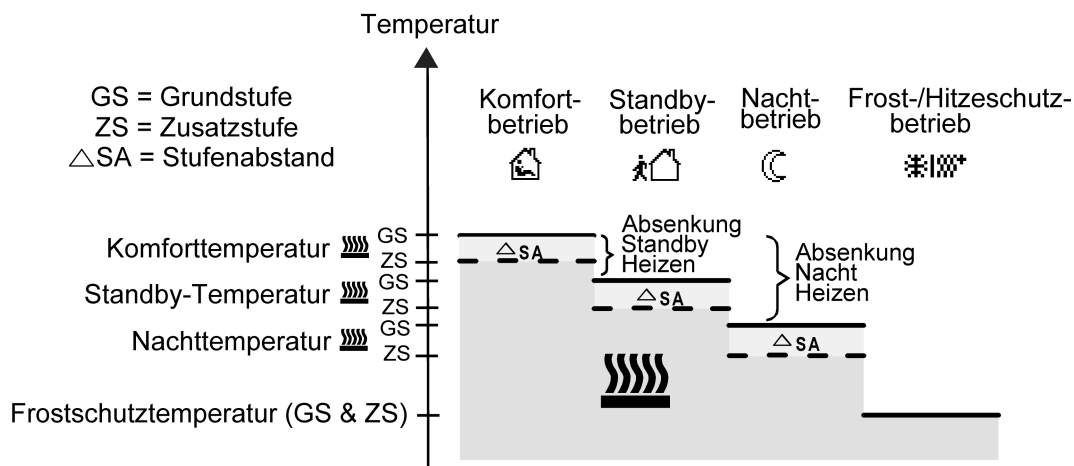 Temperatur
GS = Grundstufe
ZS = Zusatzstufe
△SA = Stufenabstand
Komfort-
betrieb
Standby-
betrieb
Nacht-
betrieb
Frost-/Hitzeschutz-
betrieb
Komforttemperatur
GS
ZS
Standby-Temperatur
GS
ZS
Nachttemperatur
GS
ZS
Frostschutztemperatur (GS & ZS)
△SA
△SA
△SA
Absenkung
Standby
Heizen
Absenkung
Nacht
Heizen